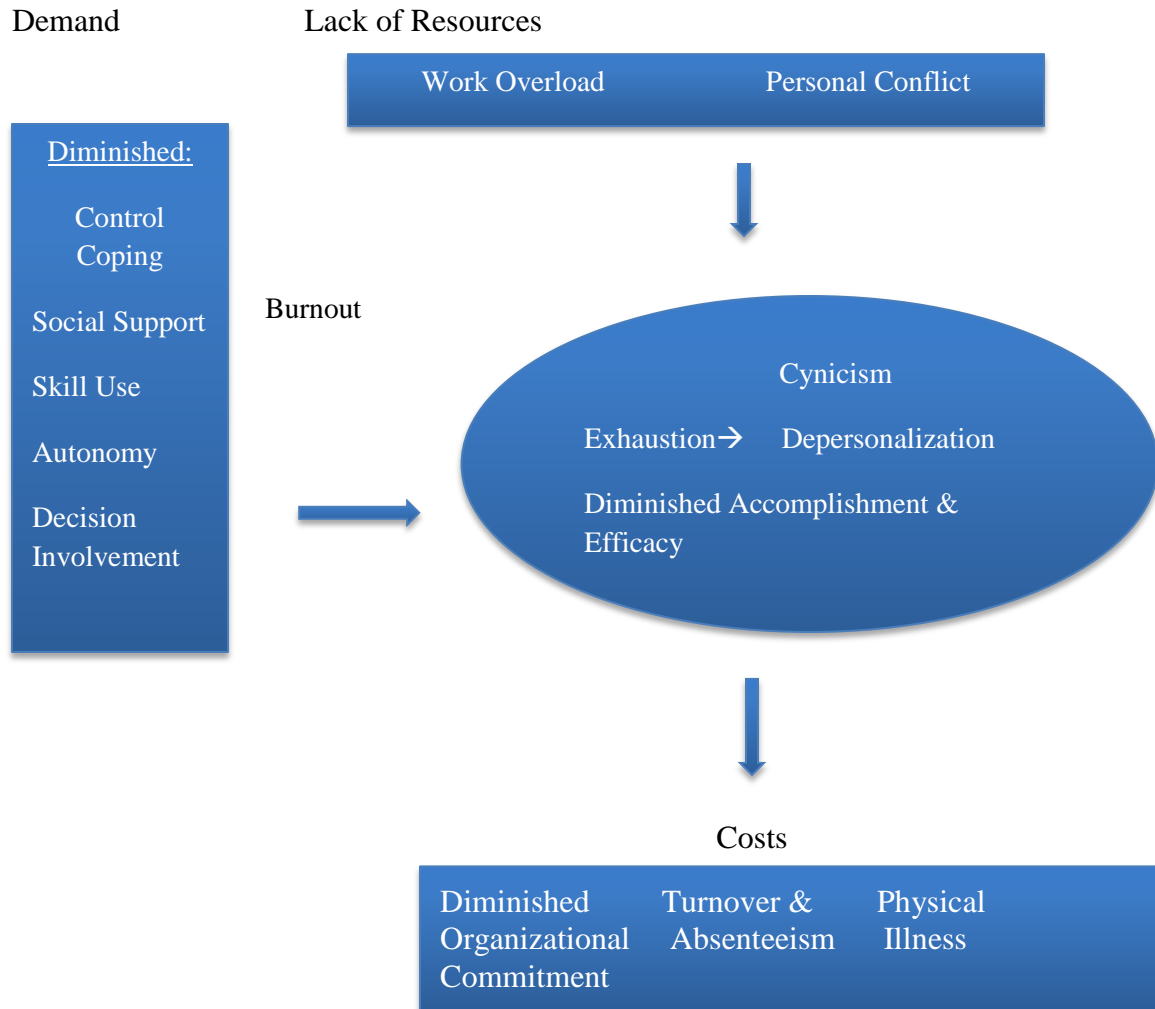 Demand
Lack of Resources
Work Overload
Personal Conflict
Diminished:
Control
Coping
Social Support
Skill Use
Autonomy
Decision
Involvement
Burnout
Cynicism
Exhaustion→ Depersonalization
Diminished Accomplishment &
Efficacy
Costs
Diminished
Organizational
Commitment
Turnover &
Absenteeism
Physical
Illness